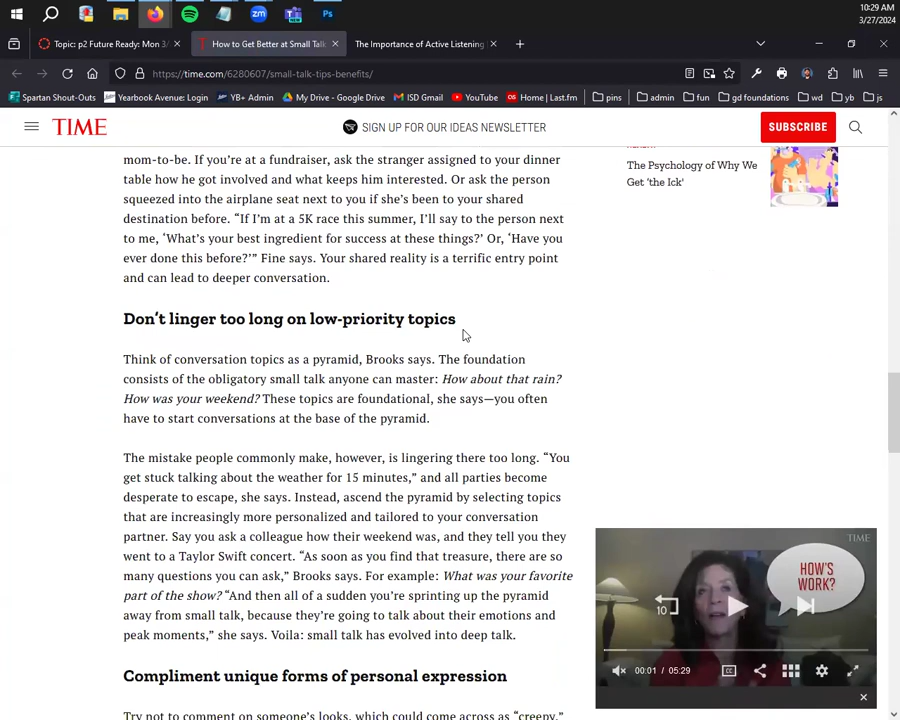 10:29 AM
3/27/2024
Topic: p2 Future Ready: Mon 3/
How to Get Better at Small Talk
The Importance of Active Listening
https://time.com/6280607/small-talk-tips-benefits/
Spartan Shout-Outs
Yearbook Avenue: Login
YB+ Admin
My Drive - Google Drive
ISD Gmail
YouTube
Home | Last.fm
pins
admin
fun
gd foundations
wd
yb
js
TIME
SIGN UP FOR OUR IDEAS NEWSLETTER
SUBSCRIBE
mom-to-be. If you’re at a fundraiser, ask the stranger assigned to your dinner
table how he got involved and what keeps him interested. Or ask the person
squeezed into the airplane seat next to you if she’s been to your shared
destination before. “If I’m at a 5K race this summer, I’ll say to the person next
to me, ‘What’s your best ingredient for success at these things?’ Or, ‘Have you
ever done this before?’” Fine says. Your shared reality is a terrific entry point
and can lead to deeper conversation.
The Psychology of Why We
Get ‘the Ick’
Don’t linger too long on low-priority topics
Think of conversation topics as a pyramid, Brooks says. The foundation
consists of the obligatory small talk anyone can master: How about that rain?
How was your weekend? These topics are foundational, she says—you often
have to start conversations at the base of the pyramid.
The mistake people commonly make, however, is lingering there too long. “You
get stuck talking about the weather for 15 minutes,” and all parties become
desperate to escape, she says. Instead, ascend the pyramid by selecting topics
that are increasingly more personalized and tailored to your conversation
partner. Say you ask a colleague how their weekend was, and they tell you they
went to a Taylor Swift concert. “As soon as you find that treasure, there are so
many questions you can ask,” Brooks says. For example: What was your favorite
part of the show? “And then all of a sudden you’re sprinting up the pyramid
away from small talk, because they’re going to talk about their emotions and
peak moments,” she says. Voila: small talk has evolved into deep talk.
Compliment unique forms of personal expression
Try not to comment on someone’s looks, which could come across as “creepy,”
TIME
HOW'S
WORK?
10
00:01 / 05:29